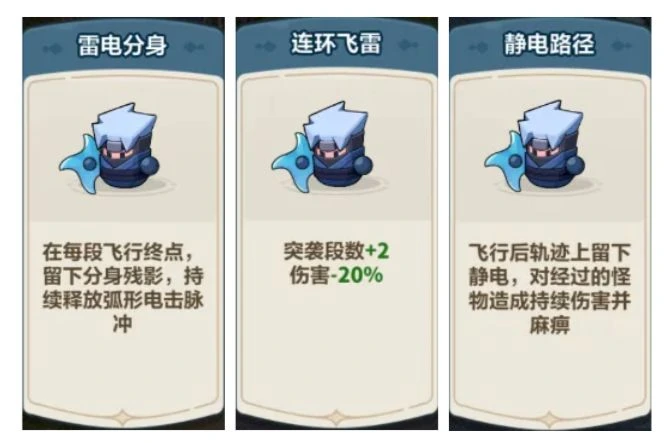 雷电分身
在每段飞行终点，
留下分身残影，持
续释放弧形电击脉
冲
连环飞雷
突袭段数+2
伤害-20%
静电路径
飞行后轨迹上留下
静电，对经过的怪
物造成持续伤害并
麻痹